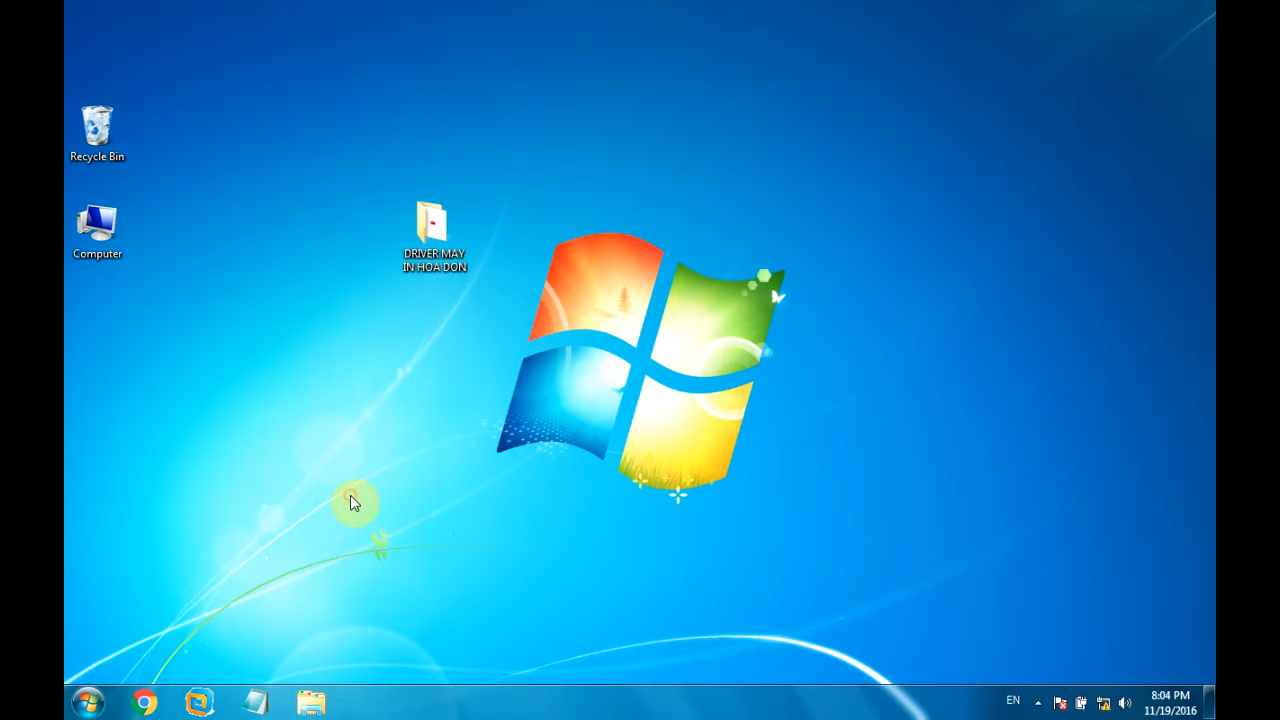 Recycle Bin
Computer
DRIVER MAY
IN HOA DON
EN
8:04 PM
11/19/2016